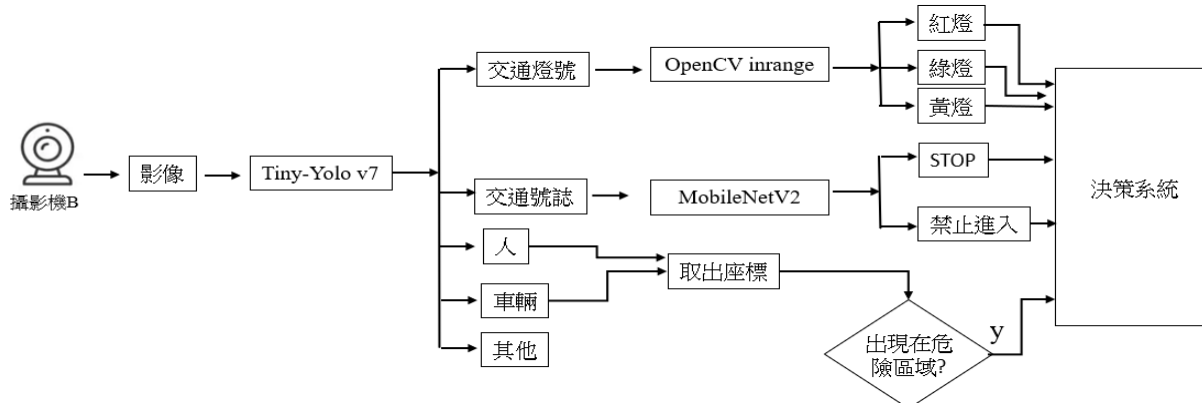 攝影機B
影像
Tiny-Yolo v7
交通燈號
OpenCV inrange
紅燈
綠燈
黃燈
交通號誌
MobileNetV2
STOP
禁止進入
人
車輛
其他
取出座標
出現在危
險區域?
y
決策系統